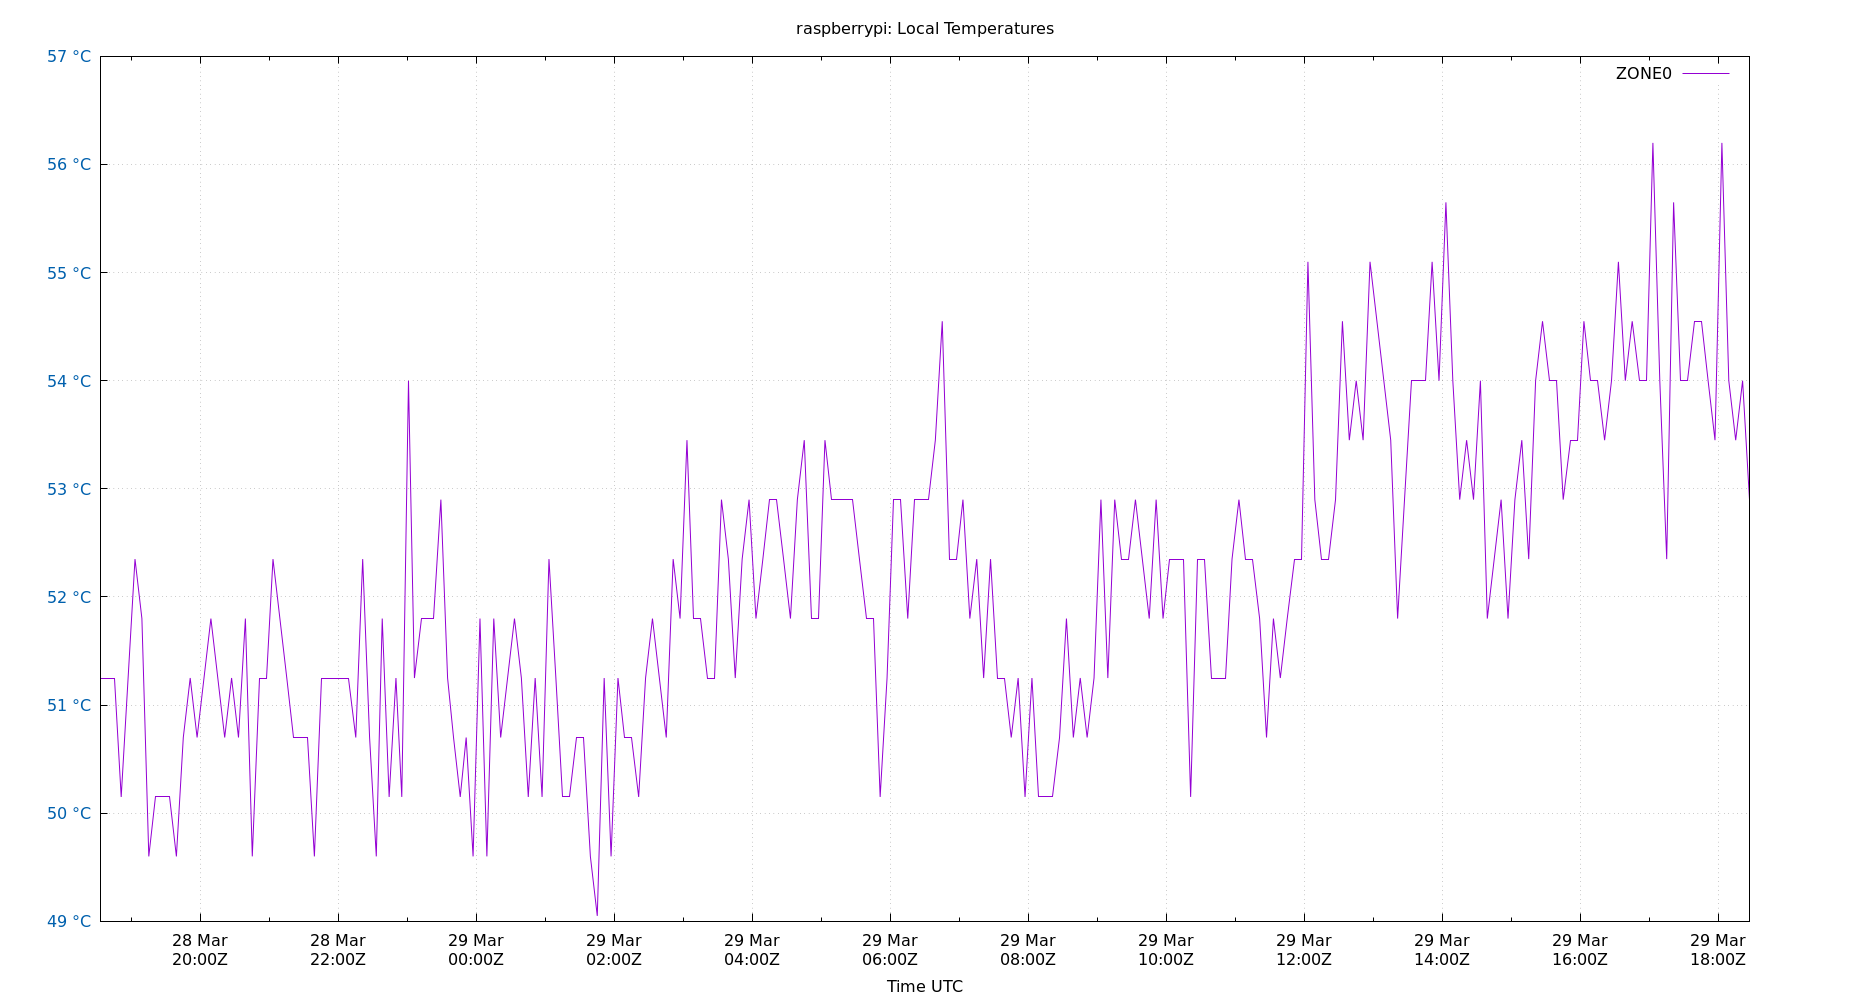 raspberrypi: Local Temperatures
57 °C
ZONE0
56 °C
55 °C
54 °C
53 °C
52 °C
51 °C
50 °C
49 °C
28 Mar 28 Mar 29 Mar 29 Mar 29 Mar 29 Mar 29 Mar 29 Mar 29 Mar 29 Mar 29 Mar 29 Mar
20:00Z 22:00Z 00:00Z 02:00Z 04:00Z 06:00Z 08:00Z 10:00Z 12:00Z 14:00Z 16:00Z 18:00Z
Time UTC